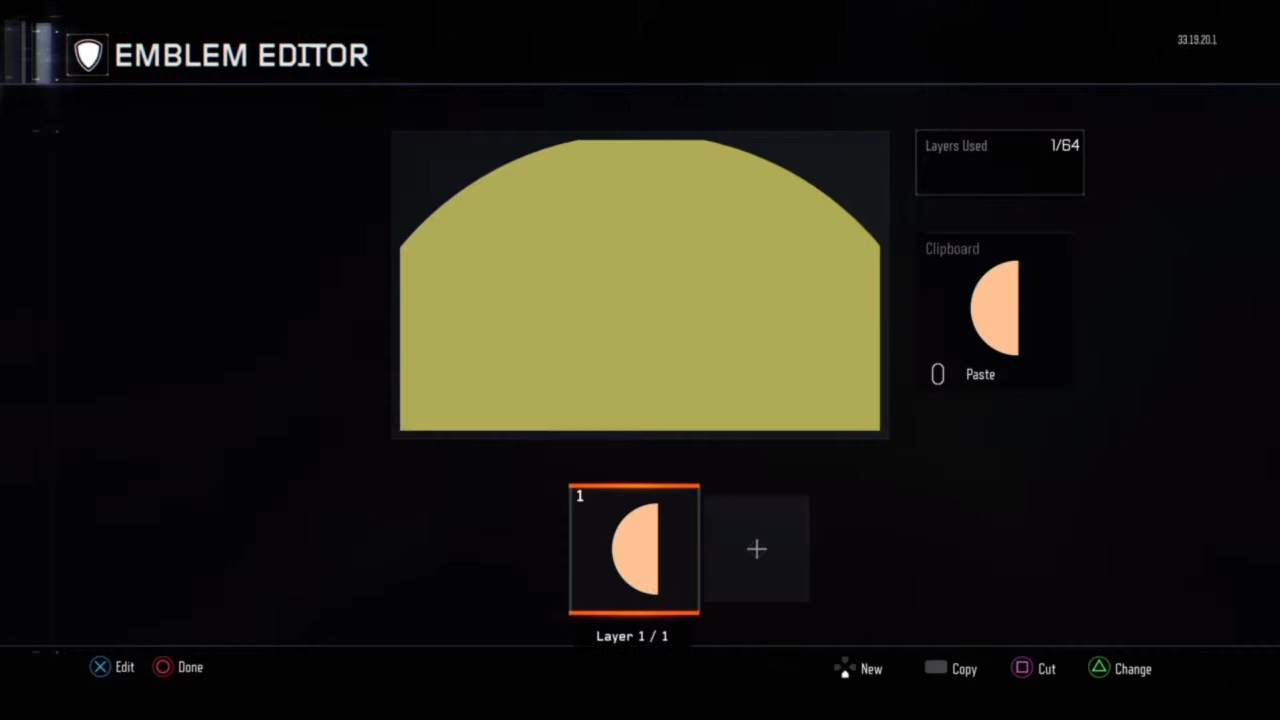 EMBLEM EDITOR
33.19.20.1
Layers Used 1/64
Clipboard
Paste
1
Layer 1 / 1
Edit Done New Copy Cut Change